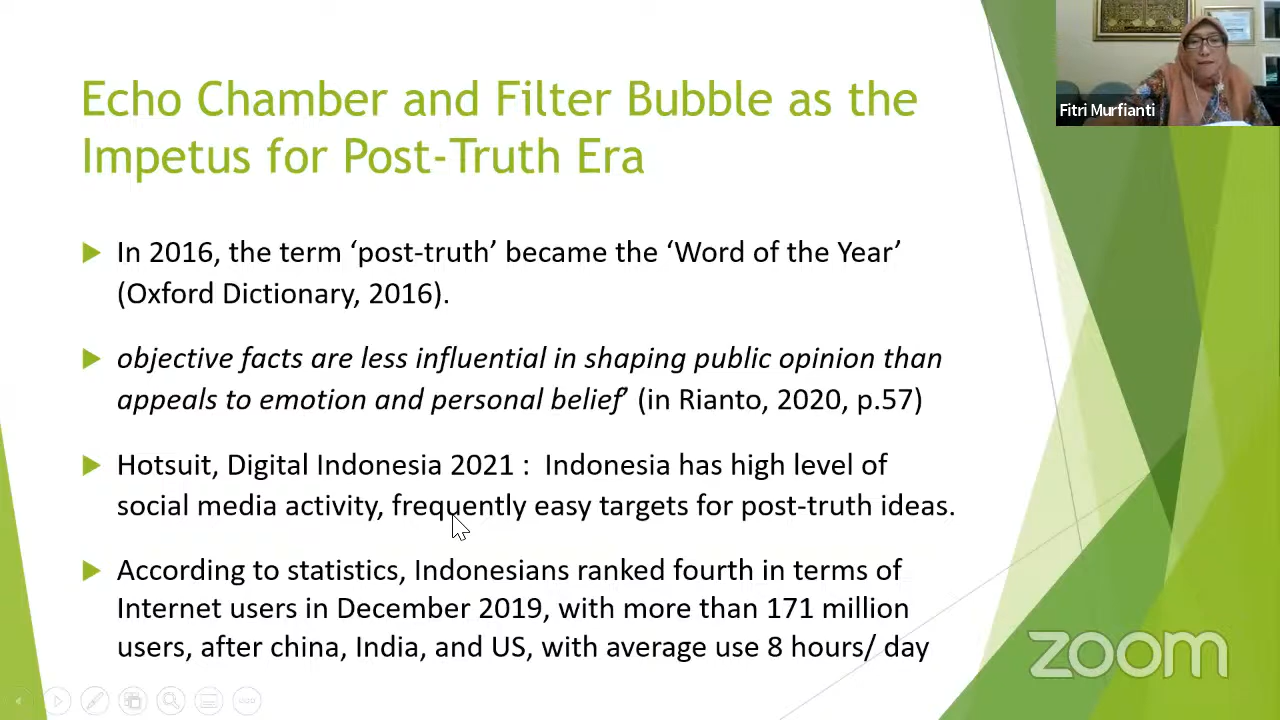 Echo Chamber and Filter Bubble as the
Impetus for Post-Truth Era
Fitri Murfianti
In 2016, the term ‘post-truth’ became the ‘Word of the Year’
(Oxford Dictionary, 2016).
objective facts are less influential in shaping public opinion than
appeals to emotion and personal belief’ (in Rianto, 2020, p.57)
Hotsuit, Digital Indonesia 2021 : Indonesia has high level of
social media activity, frequently easy targets for post-truth ideas.
According to statistics, Indonesians ranked fourth in terms of
Internet users in December 2019, with more than 171 million
users, after china, India, and US, with average use 8 hours/ day
zoom